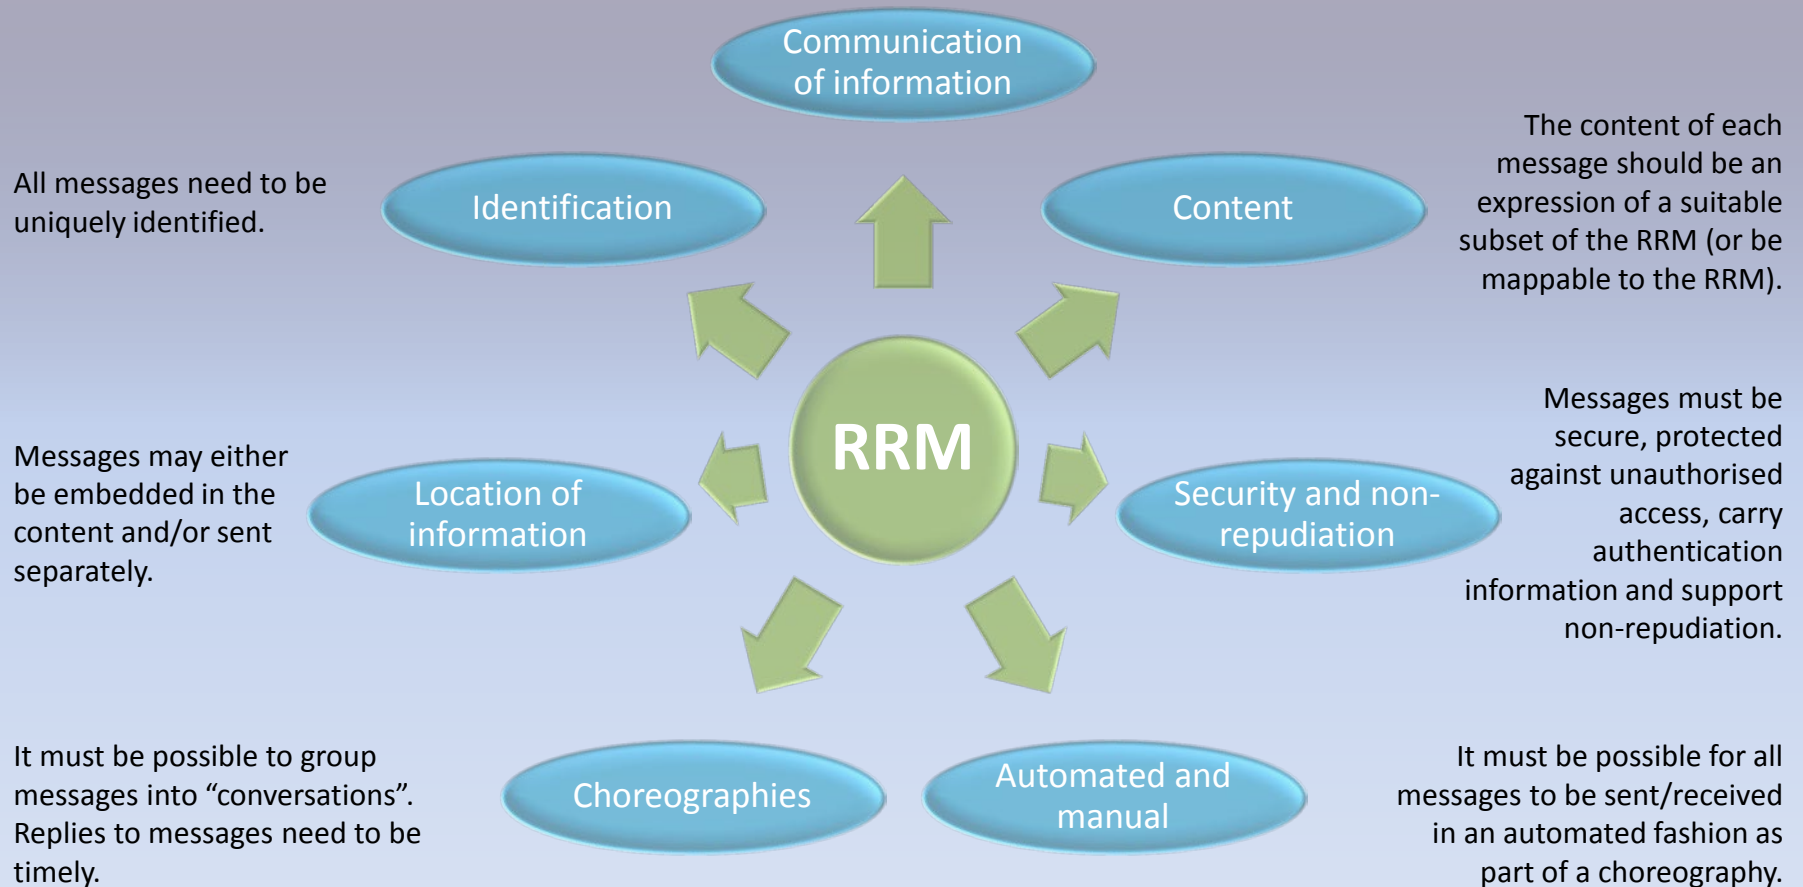 Communication
of information
All messages need to be
uniquely identified.
Identification
Content
The content of each
message should be an
expression of a suitable
subset of the RRM (or be
mappable to the RRM).
RRM
Messages may either
be embedded in the
content and/or sent
separately.
Location of
information
Security and non-
repudiation
Messages must be
secure, protected
against unauthorised
access, carry
authentication
information and support
non-repudiation.
It must be possible to group
messages into “conversations”.
Replies to messages need to be
timely.
Choreographies
Automated and
manual
It must be possible for all
messages to be sent/received
in an automated fashion as
part of a choreography.